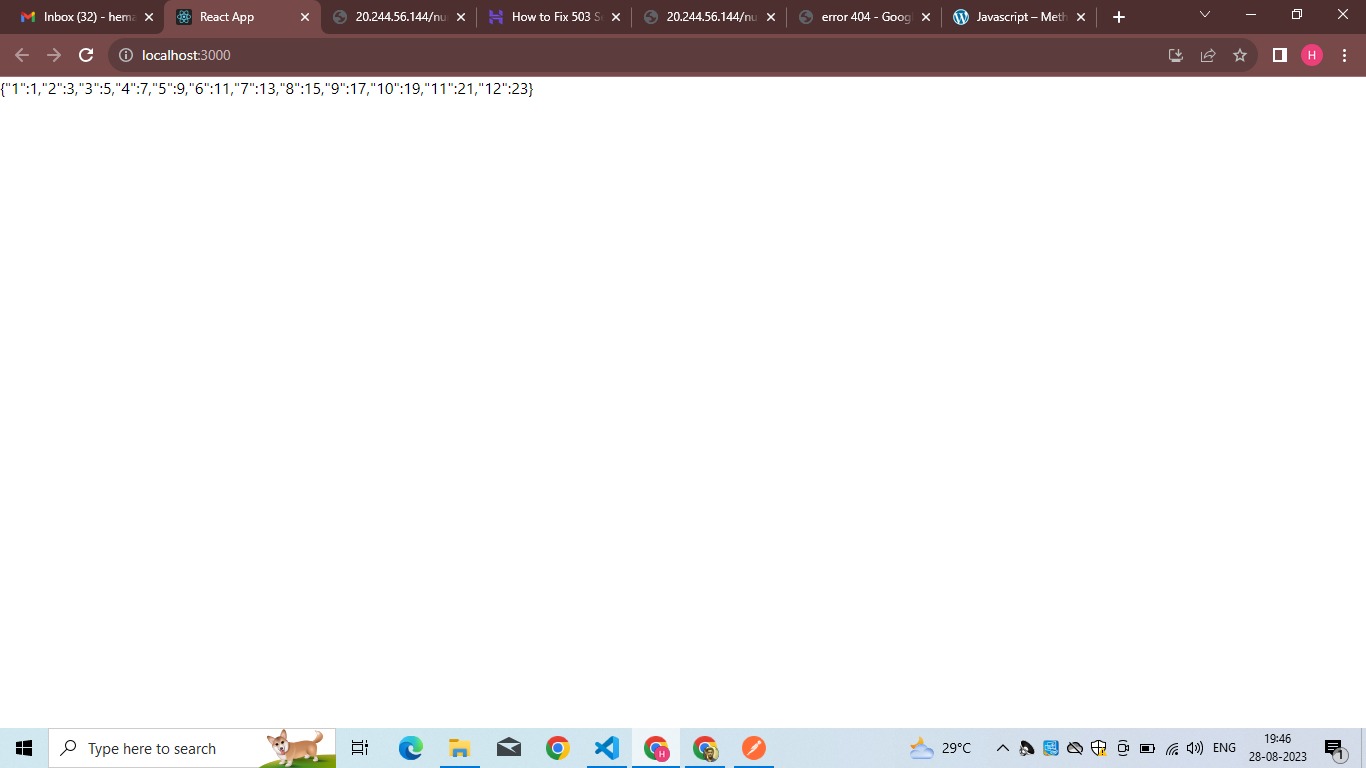 Inbox (32) - hema
React App
20.244.56.144/nu
How to Fix 503 Se
20.244.56.144/nu
error 404 - Googl
Javascript – Meth
localhost:3000
H
{"1":1,"2":3,"3":5,"4":7,"5":9,"6":11,"7":13,"8":15,"9":17,"10":19,"11":21,"12":23}
Type here to search
H
29°C
ENG
19:46
28-08-2023
1